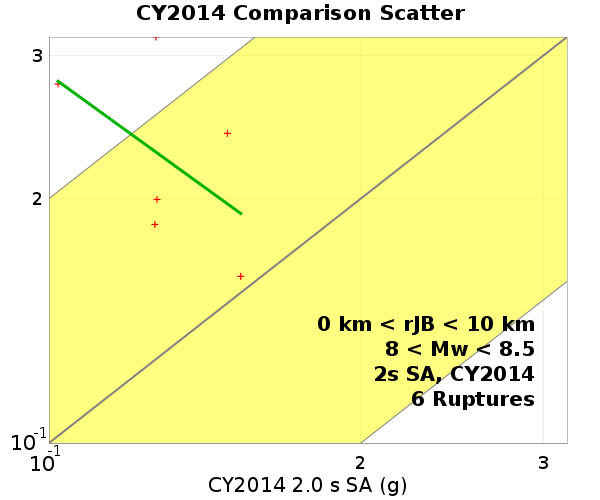 CY2014 Comparison Scatter
3
2
10-1
0 km < rJB < 10 km
8 < Mw < 8.5
2s SA, CY2014
6 Ruptures
10-1 2 3
CY2014 2.0 s SA (g)